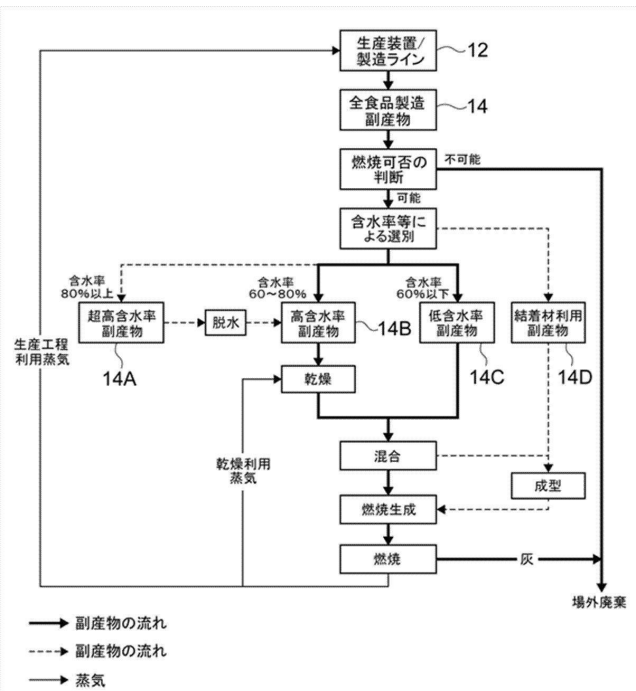 生産装置/
製造ライン
12
全食品製造
副産物
14
燃焼可否の
判断
不可能
可能
含水率等に
よる選別
含水率
80%以上
含水率
60～80%
含水率
60%以下
超高含水率
副産物
脱水
高含水率
副産物
低含水率
副産物
結着材利用
副産物
14A
14B
14C
14D
生産工程
利用蒸気
乾燥
乾燥利用
蒸気
混合
成型
燃焼生成
燃焼
灰
場外廃棄
副産物の流れ
副産物の流れ
蒸気